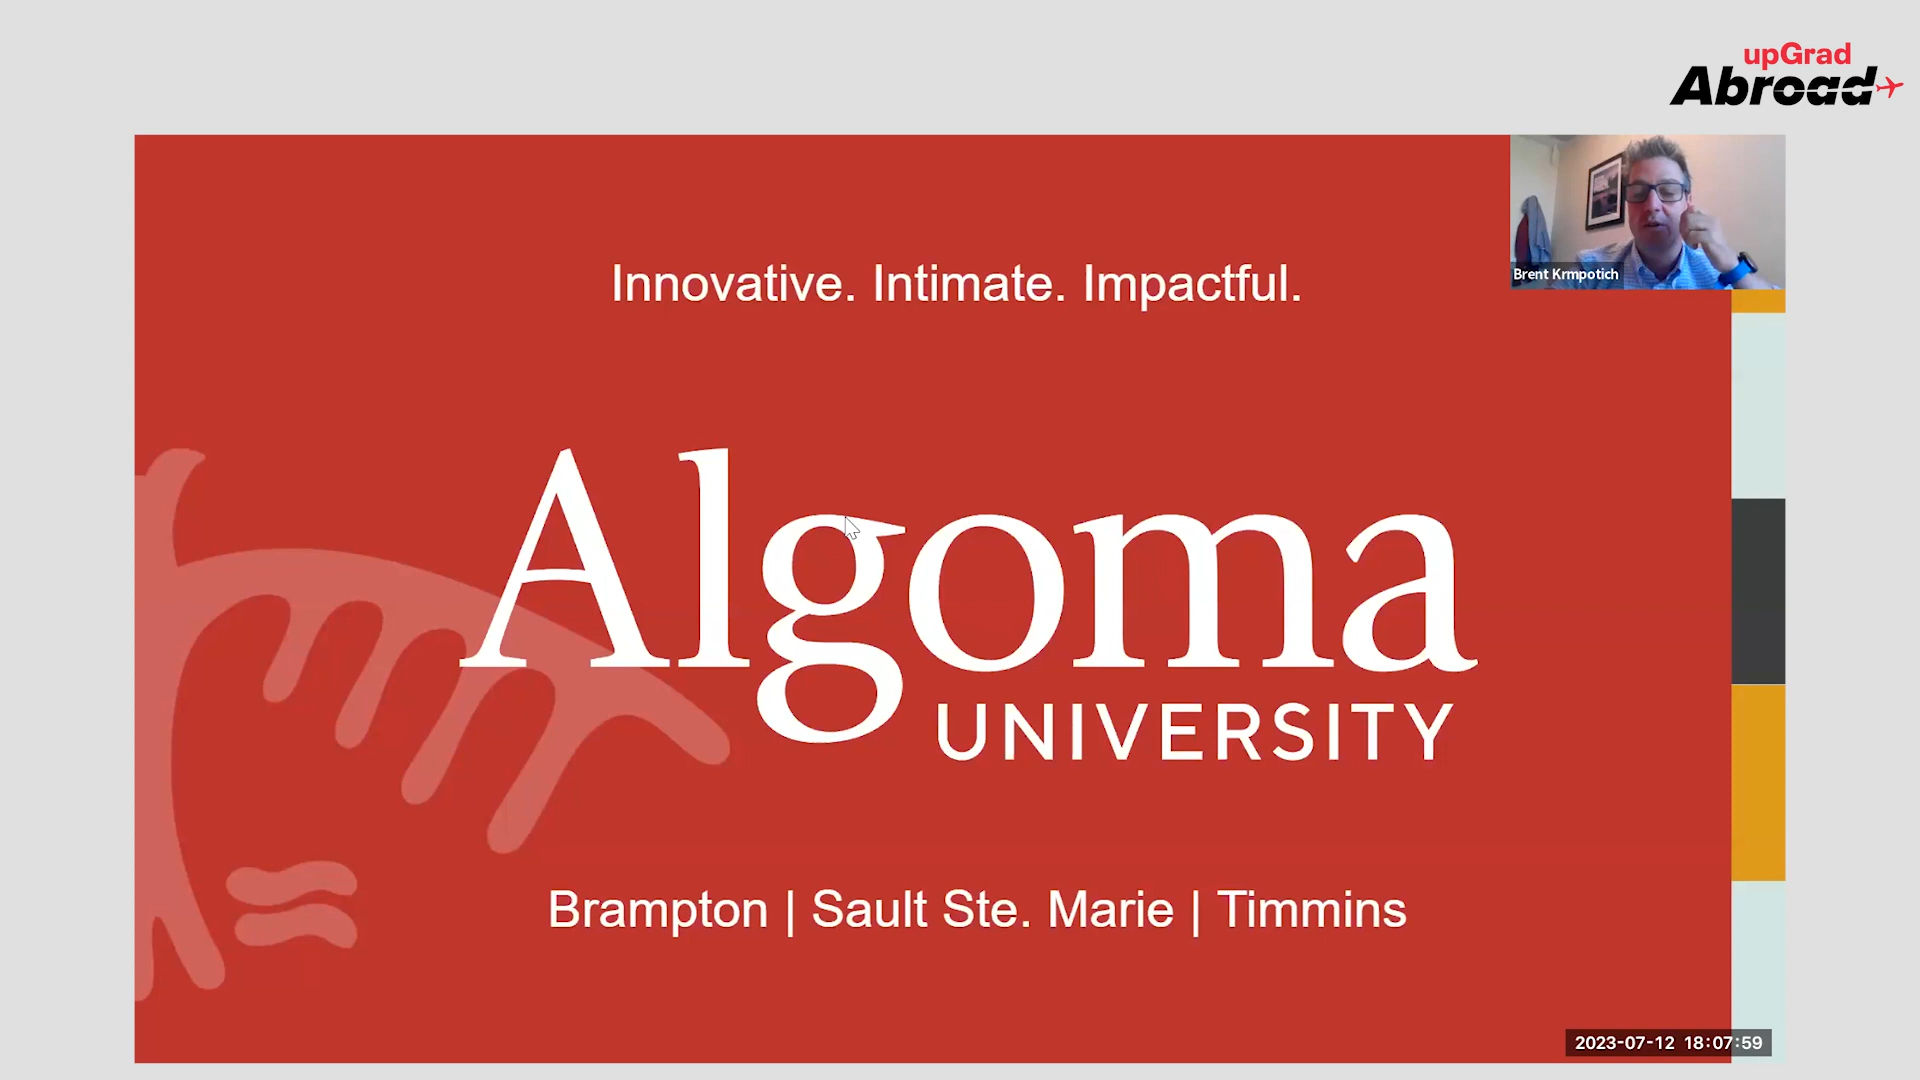 upGrad
Abroad
Innovative. Intimate. Impactful.
Brent Krmpotich
Algoma
UNIVERSITY
Brampton | Sault Ste. Marie | Timmins
2023-07-12 18:07:59